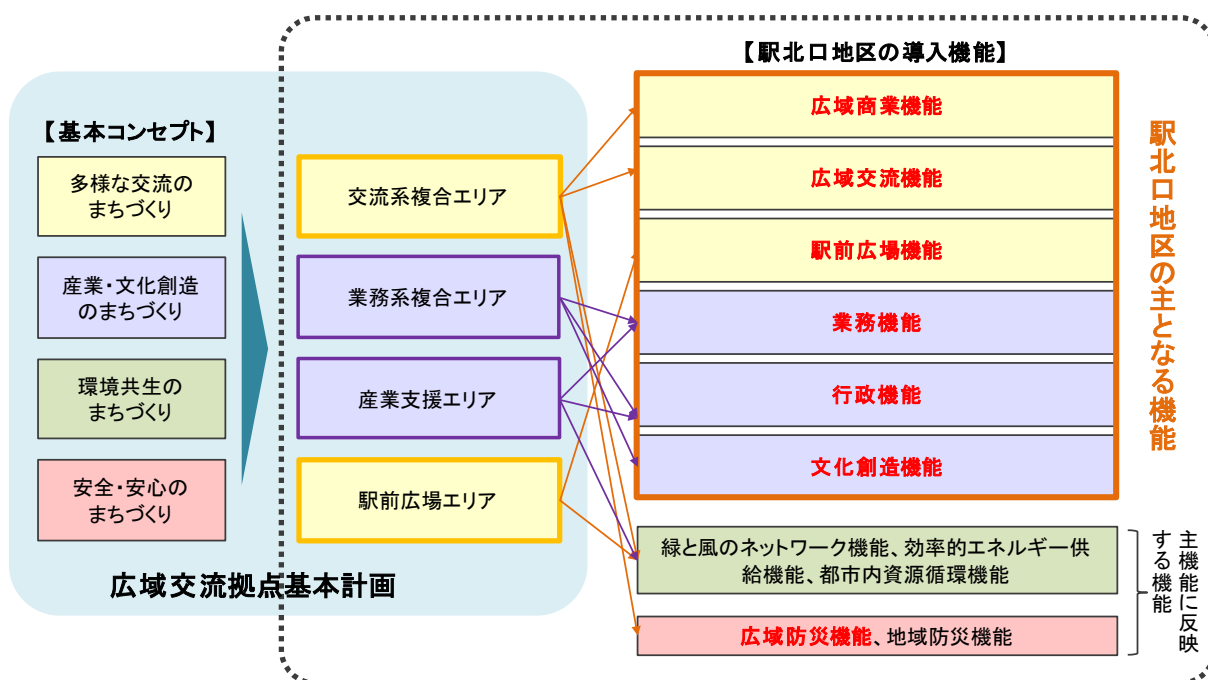 【基本コンセプト】
多様な交流の
まちづくり
産業・文化創造
のまちづくり
環境共生の
まちづくり
安全・安心の
まちづくり
広域交流拠点基本計画
交流系複合エリア
業務系複合エリア
産業支援エリア
駅前広場エリア
【駅北口地区の導入機能】
広域商業機能
広域交流機能
駅前広場機能
業務機能
行政機能
文化創造機能
緑と風のネットワーク機能、効率的エネルギー供
給機能、都市内資源循環機能
広域防災機能、地域防災機能
駅北口地区の主となる機能
主機能に反映
する機能